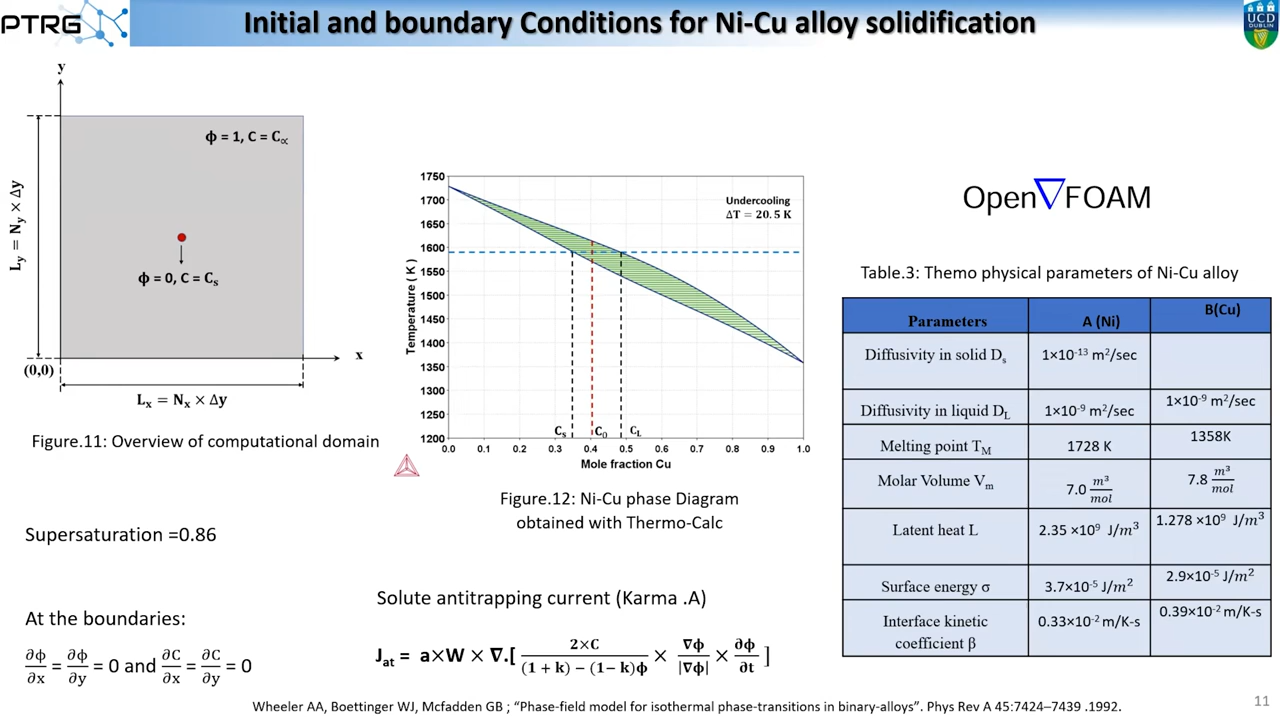 PTRG
Initial and boundary Conditions for Ni-Cu alloy solidification
UCD
DUBLIN
y
ϕ = 1, C = C∝
L_y = N_y × Δy
ϕ = 0, C = C_s
x
(0,0)
L_x = N_x × Δy
Figure.11: Overview of computational domain
1750
1700
1650
1600
1550
1500
1450
1400
1350
1300
1250
1200
Temperature ( K )
Undercooling
ΔT = 20.5 K
C_s C_0 C_L
0.0 0.1 0.2 0.3 0.4 0.5 0.6 0.7 0.8 0.9 1.0
Mole fraction Cu
Figure.12: Ni-Cu phase Diagram
obtained with Thermo-Calc
Open∇FOAM
Table.3: Themo physical parameters of Ni-Cu alloy
Parameters A (Ni) B(Cu)
Diffusivity in solid D_s 1×10^-13 m²/sec
Diffusivity in liquid D_L 1×10^-9 m²/sec 1×10^-9 m²/sec
Melting point T_M 1728 K 1358K
Molar Volume V_m 7.0 m³/mol 7.8 m³/mol
Latent heat L 2.35 ×10^9 J/m³ 1.278 ×10^9 J/m³
Surface energy σ 3.7×10^-5 J/m² 2.9×10^-5 J/m²
Interface kinetic 0.33×10^-2 m/K-s 0.39×10^-2 m/K-s
coefficient β
Supersaturation =0.86
At the boundaries:
∂ϕ/∂x = ∂ϕ/∂y = 0 and ∂C/∂x = ∂C/∂y = 0
Solute antitrapping current (Karma .A)
J_at = a×W × ∇.[ 2×C/((1 + k) − (1− k)ϕ) × ∇ϕ/|∇ϕ| × ∂ϕ/∂t ]
Wheeler AA, Boettinger WJ, Mcfadden GB ; “Phase-field model for isothermal phase-transitions in binary-alloys”. Phys Rev A 45:7424–7439 .1992.
11